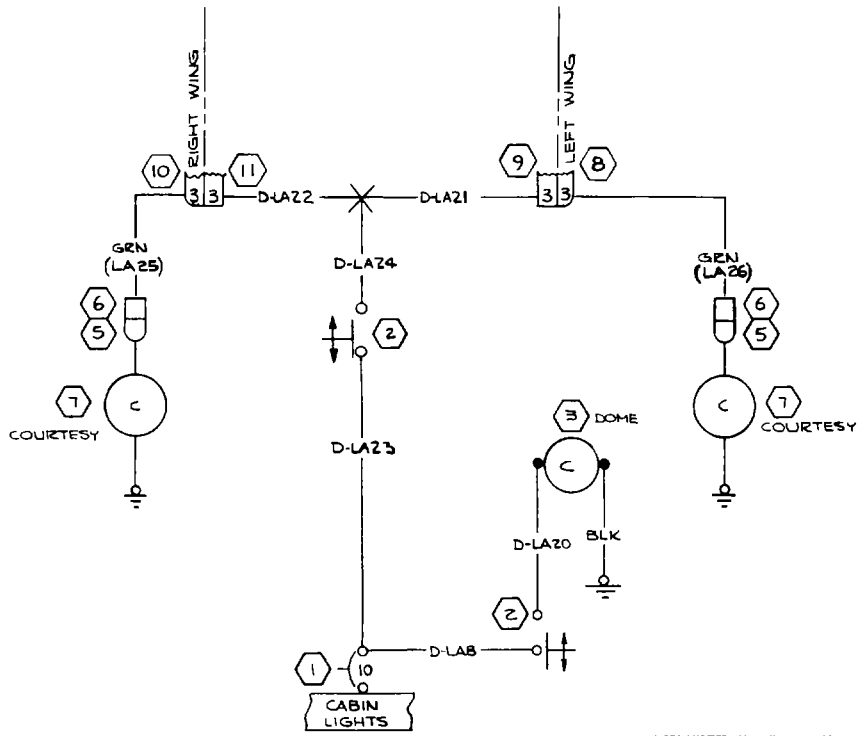 RIGHT WING
LEFT WING
10
11
9
8
3 3
3 3
D-LA22
D-LA21
GRN
(LA25)
D-LA24
GRN
(LA26)
6
5
2
6
5
7
C
COURTESY
3
DOME
C
7
C
COURTESY
D-LA23
D-LA20
BLK
2
1
10
D-LA8
CABIN
LIGHTS